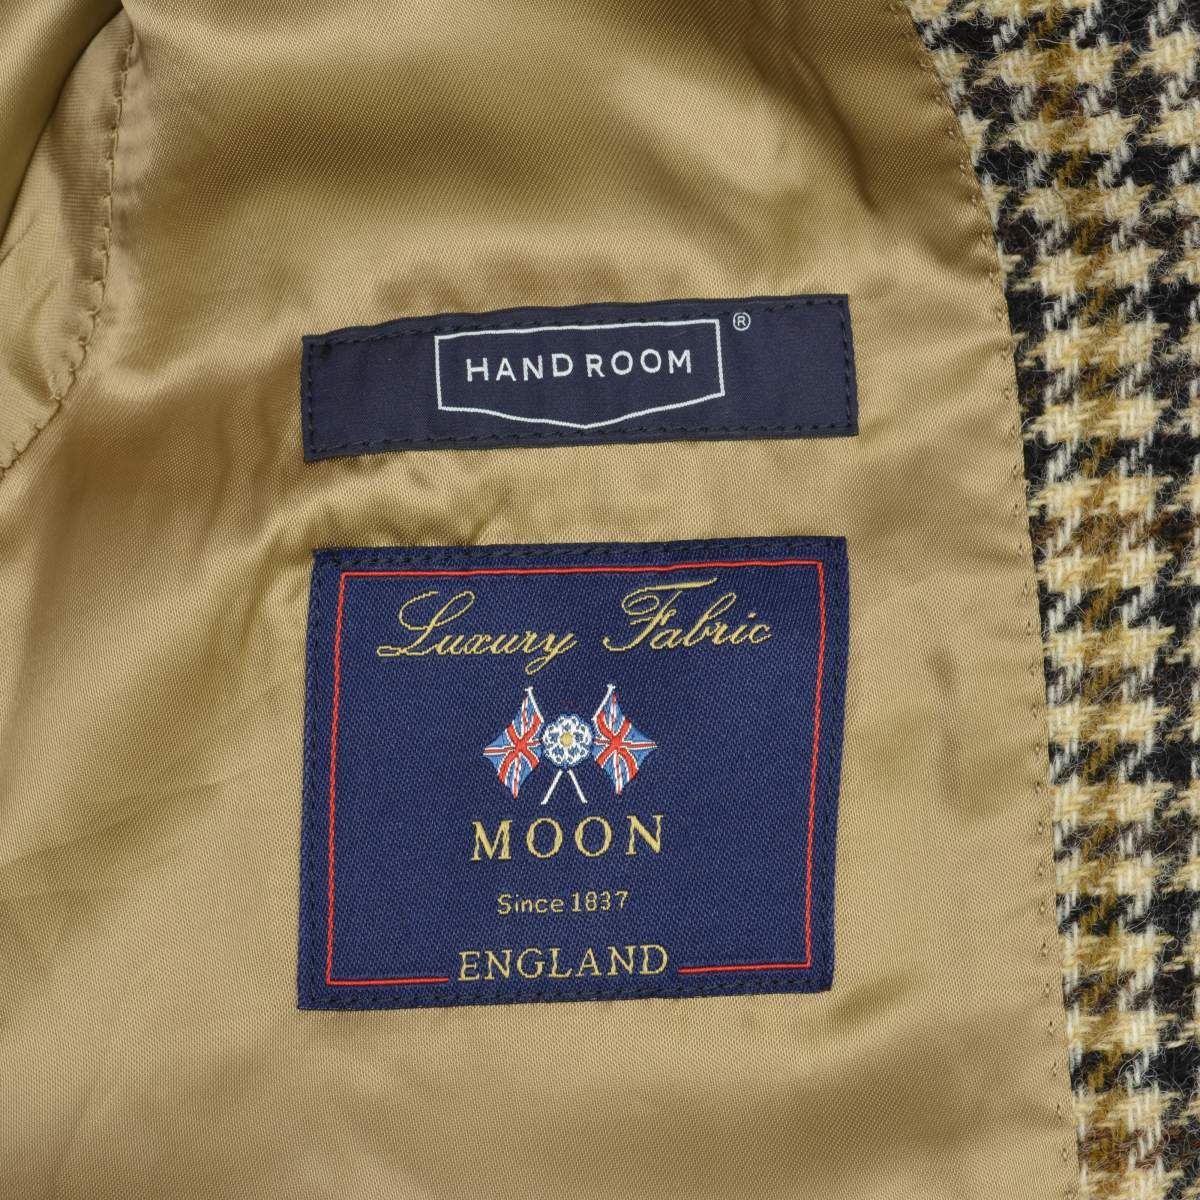 HAND ROOM ®
Luxury Fabric
MOON
Since 1837
ENGLAND